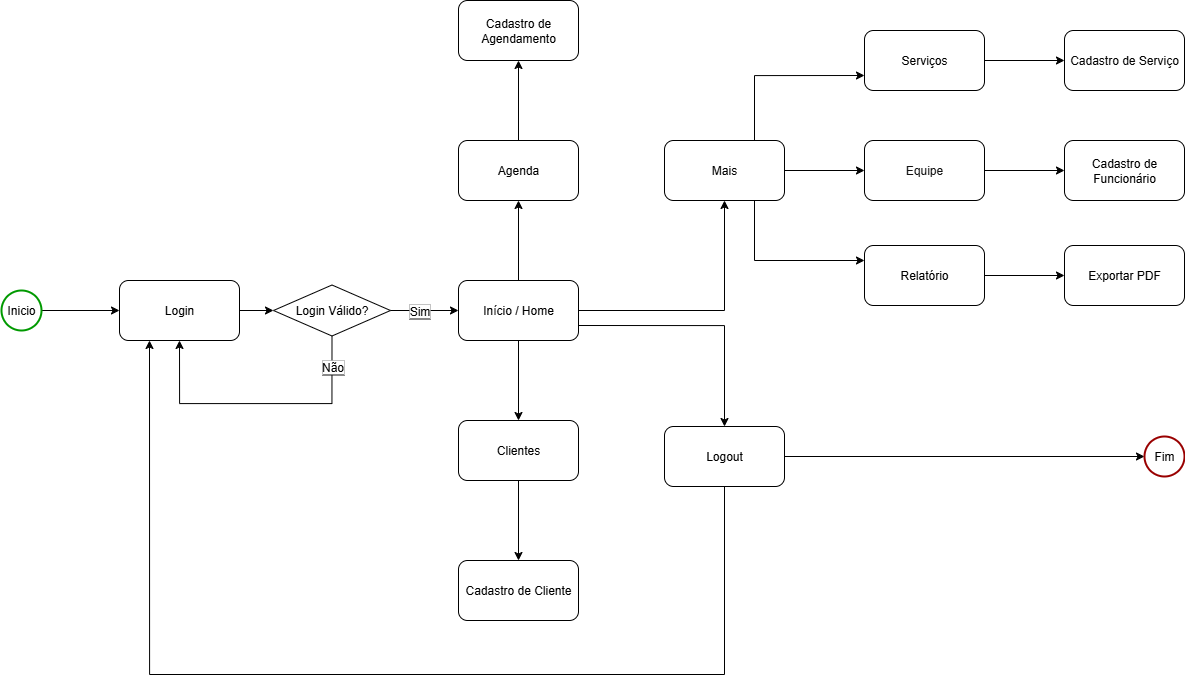 Cadastro de
Agendamento
Serviços
Cadastro de Serviço
Agenda
Mais
Equipe
Cadastro de
Funcionário
Relatório
Exportar PDF
Inicio
Login
Login Válido?
Sim
Início / Home
Não
Clientes
Logout
Fim
Cadastro de Cliente